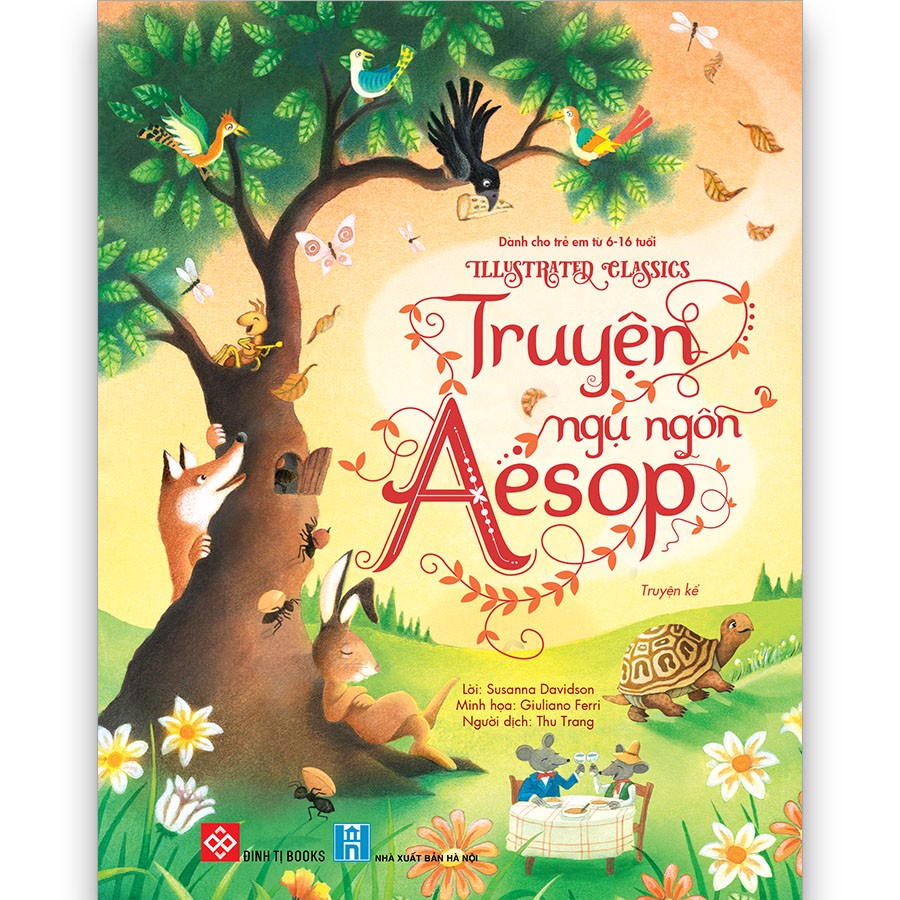 Dành cho trẻ em từ 6-16 tuổi
ILLUSTRATED CLASSICS
Truyện
ngụ ngôn
Aesop
Truyện kể
Lời: Susanna Davidson
Minh họa: Giuliano Ferri
Người dịch: Thu Trang
ĐINH TỊ BOOKS
NHÀ XUẤT BẢN HÀ NỘI